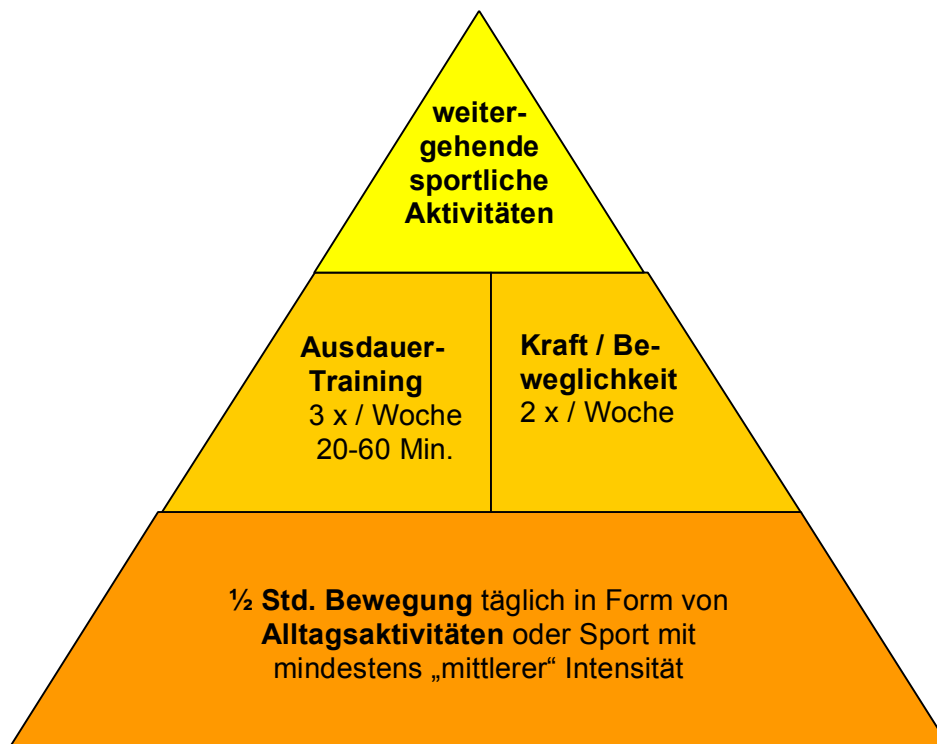 weiter-
gehende
sportliche
Aktivitäten
Ausdauer-
Training
3 x / Woche
20-60 Min.
Kraft / Be-
weglichkeit
2 x / Woche
½ Std. Bewegung täglich in Form von
Alltagsaktivitäten oder Sport mit
mindestens „mittlerer“ Intensität